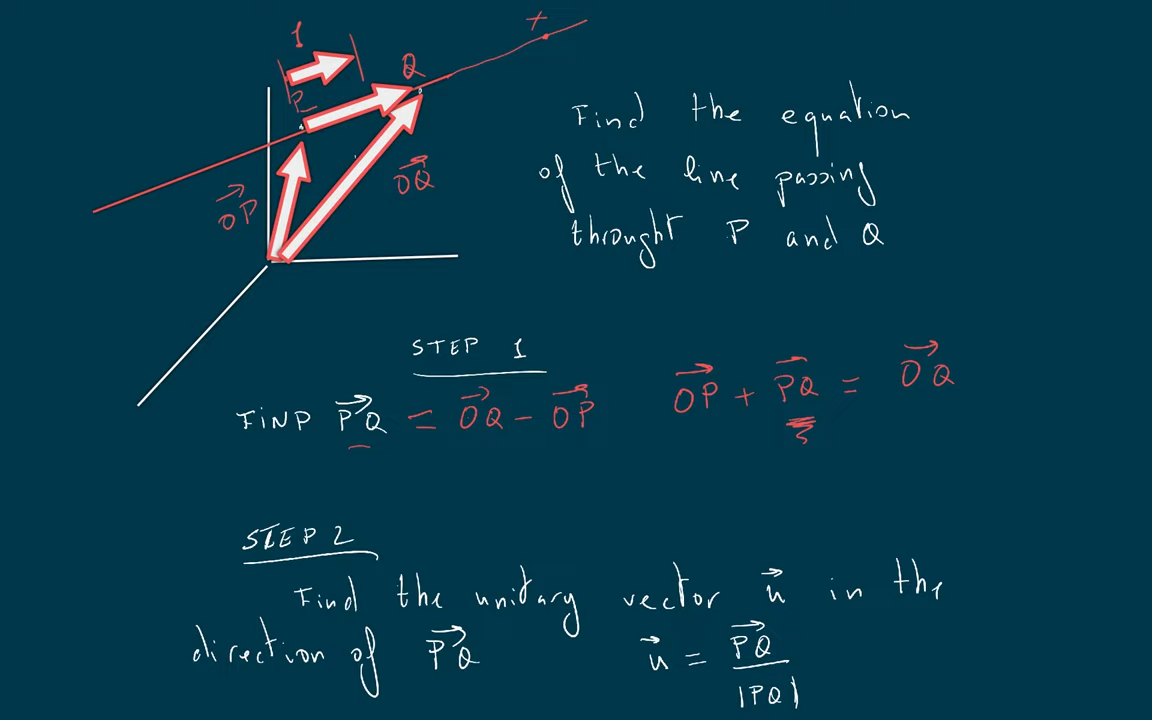 1
Q
P
OP
OQ
Find the equation
of the line passing
throught P and Q
STEP 1
FIND PQ = OQ - OP
OP + PQ = OQ
STEP 2
Find the unitary vector u in the
direction of PQ
u = PQ / |PQ|